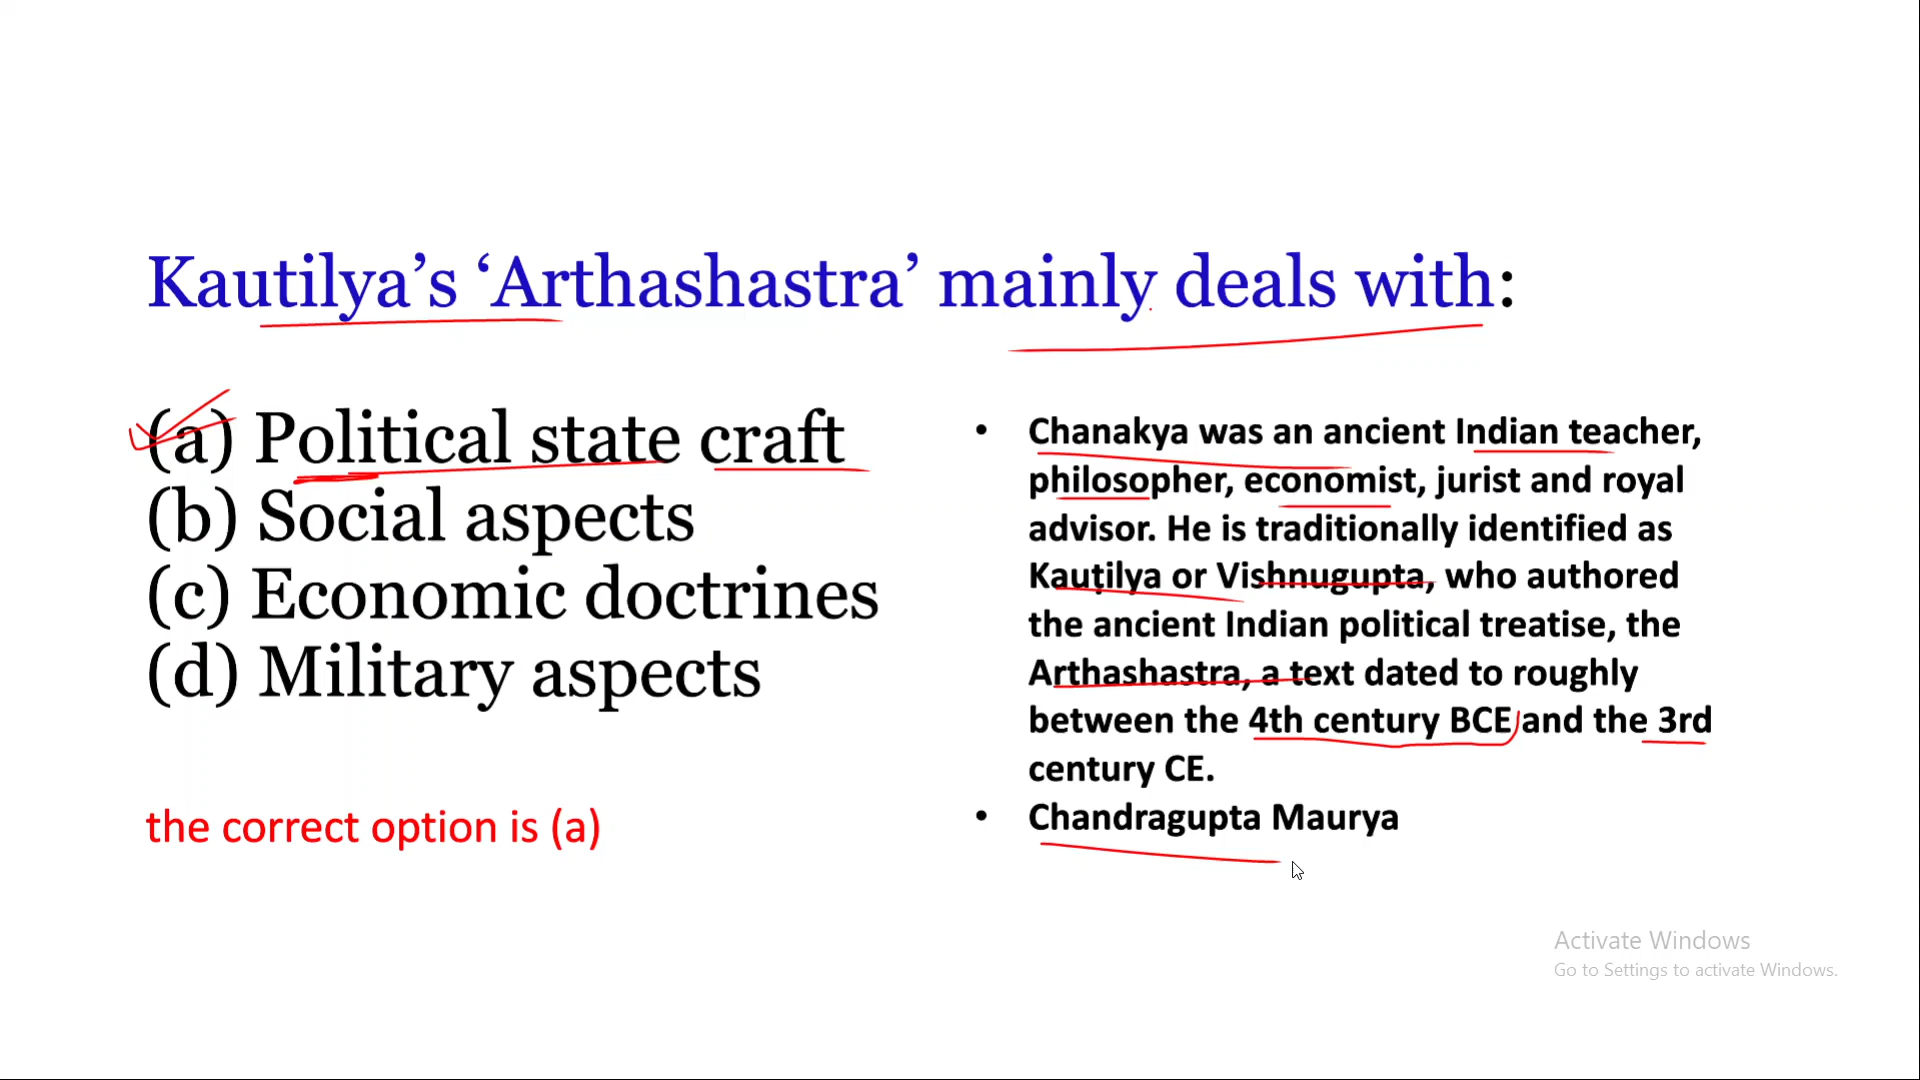 Kautilya’s ‘Arthashastra’ mainly deals with:
(a) Political state craft
(b) Social aspects
(c) Economic doctrines
(d) Military aspects
the correct option is (a)
• Chanakya was an ancient Indian teacher,
philosopher, economist, jurist and royal
advisor. He is traditionally identified as
Kauṭilya or Vishnugupta, who authored
the ancient Indian political treatise, the
Arthashastra, a text dated to roughly
between the 4th century BCE and the 3rd
century CE.
• Chandragupta Maurya
Activate Windows
Go to Settings to activate Windows.